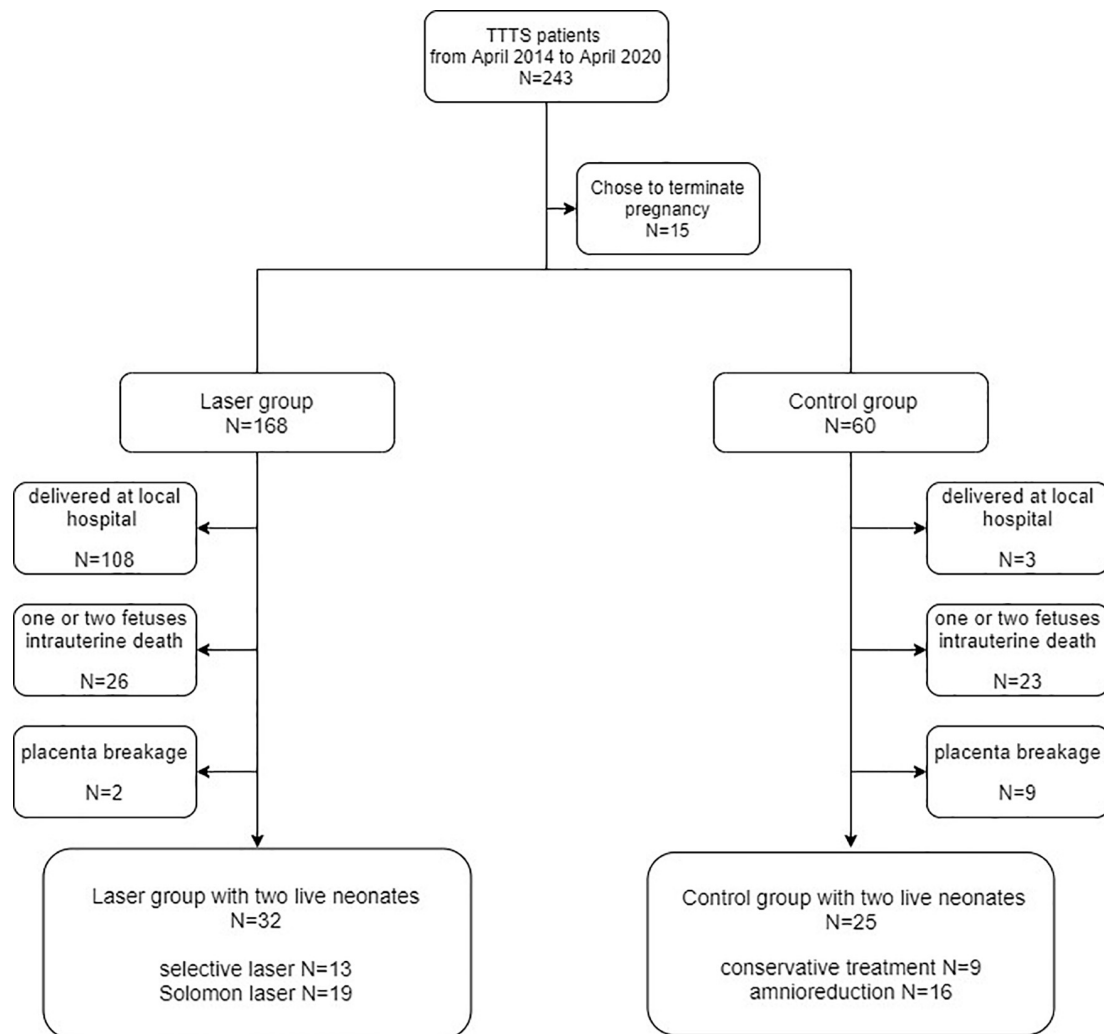 TTTS patients
from April 2014 to April 2020
N=243
Chose to terminate
pregnancy
N=15
Laser group
N=168
Control group
N=60
delivered at local
hospital
N=108
delivered at local
hospital
N=3
one or two fetuses
intrauterine death
N=26
one or two fetuses
intrauterine death
N=23
placenta breakage
N=2
placenta breakage
N=9
Laser group with two live neonates
N=32
selective laser N=13
Solomon laser N=19
Control group with two live neonates
N=25
conservative treatment N=9
amnioreduction N=16